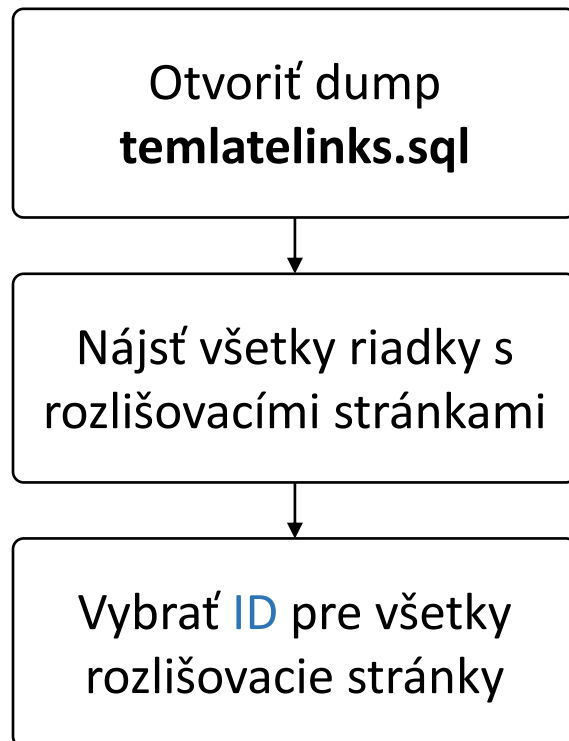 Otvoriť dump
temlatelinks.sql
Nájsť všetky riadky s
rozlišovacími stránkami
Vybrať ID pre všetky
rozlišovacie stránky